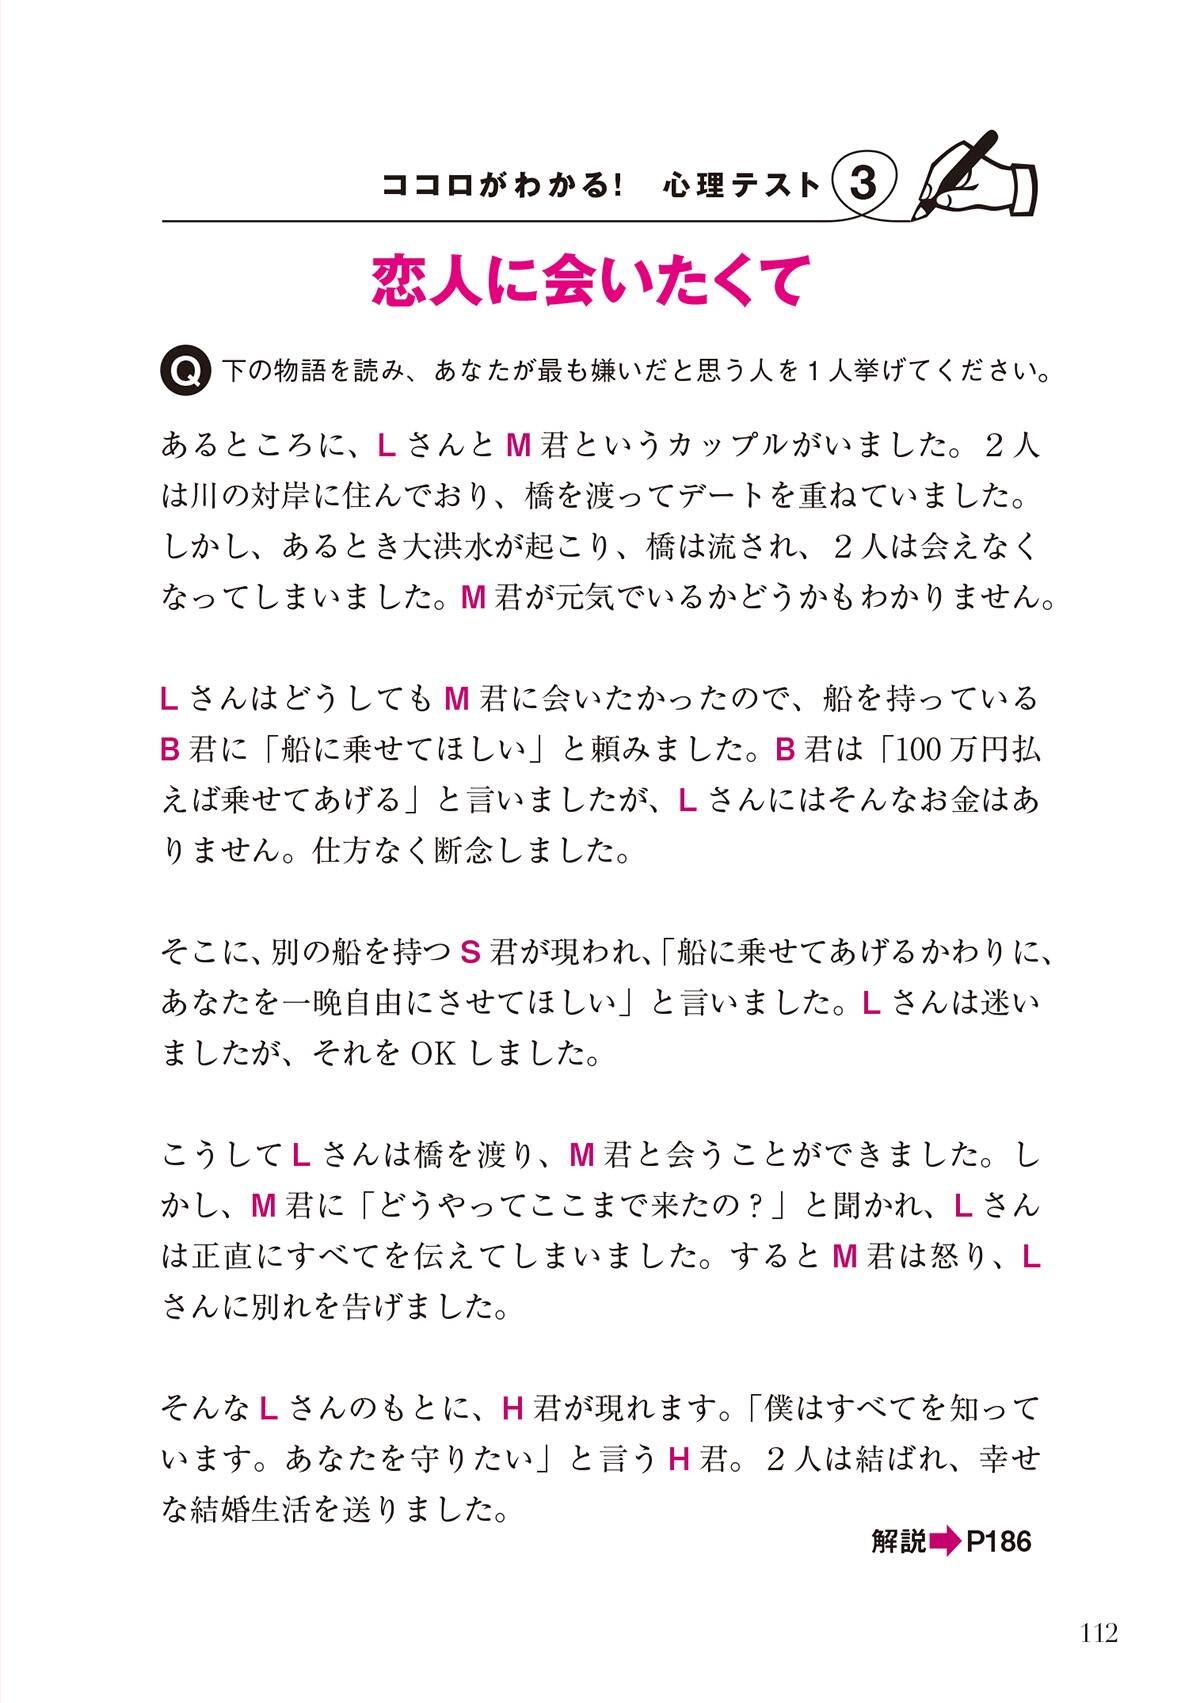 ココロがわかる！　心理テスト 3
恋人に会いたくて
Q 下の物語を読み、あなたが最も嫌いだと思う人を1人挙げてください。
あるところに、LさんとM君というカップルがいました。2人
は川の対岸に住んでおり、橋を渡ってデートを重ねていました。
しかし、あるとき大洪水が起こり、橋は流され、2人は会えなく
なってしまいました。M君が元気でいるかどうかもわかりません。
LさんはどうしてもM君に会いたかったので、船を持っている
B君に「船に乗せてほしい」と頼みました。B君は「100万円払
えば乗せてあげる」と言いましたが、Lさんにはそんなお金はあ
りません。仕方なく断念しました。
そこに、別の船を持つS君が現われ、「船に乗せてあげるかわりに、
あなたを一晩自由にさせてほしい」と言いました。Lさんは迷い
ましたが、それをOKしました。
こうしてLさんは橋を渡り、M君と会うことができました。し
かし、M君に「どうやってここまで来たの？」と聞かれ、Lさん
は正直にすべてを伝えてしまいました。するとM君は怒り、L
さんに別れを告げました。
そんなLさんのもとに、H君が現れます。「僕はすべてを知って
います。あなたを守りたい」と言うH君。2人は結ばれ、幸せ
な結婚生活を送りました。
解説➡P186
112